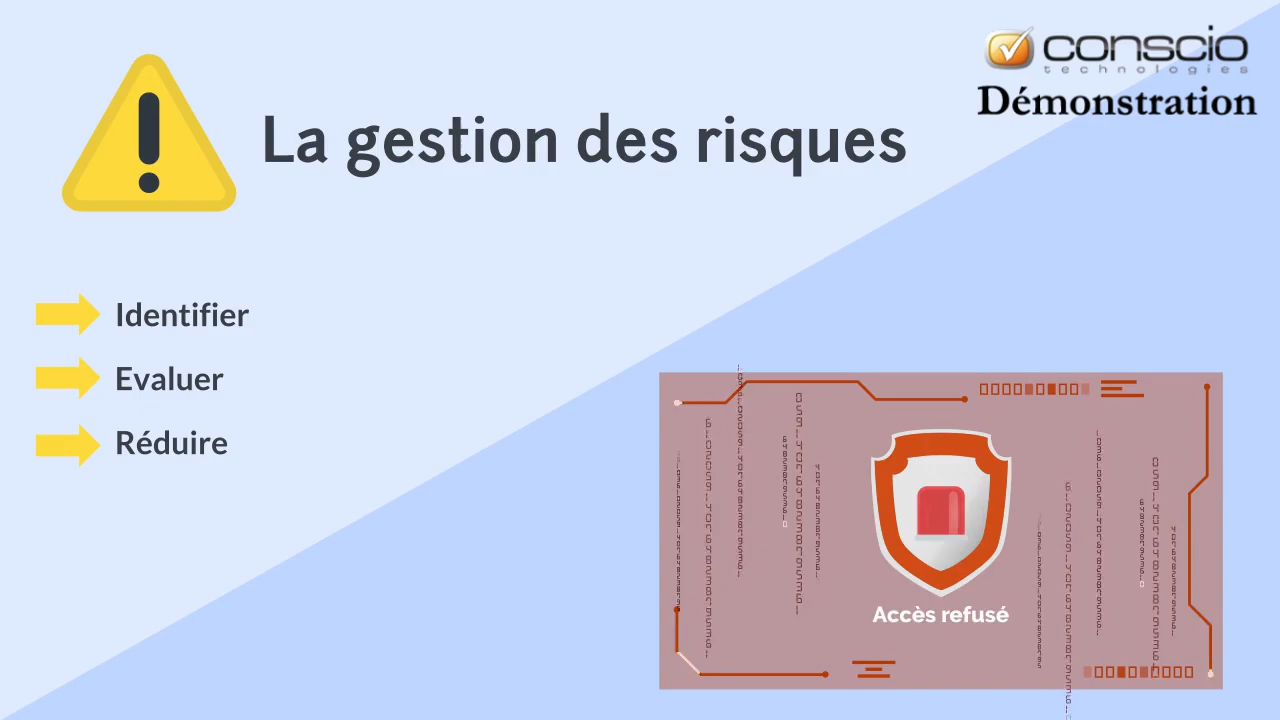 conscio
technologies
Démonstration
La gestion des risques
Identifier
Evaluer
Réduire
Accès refusé